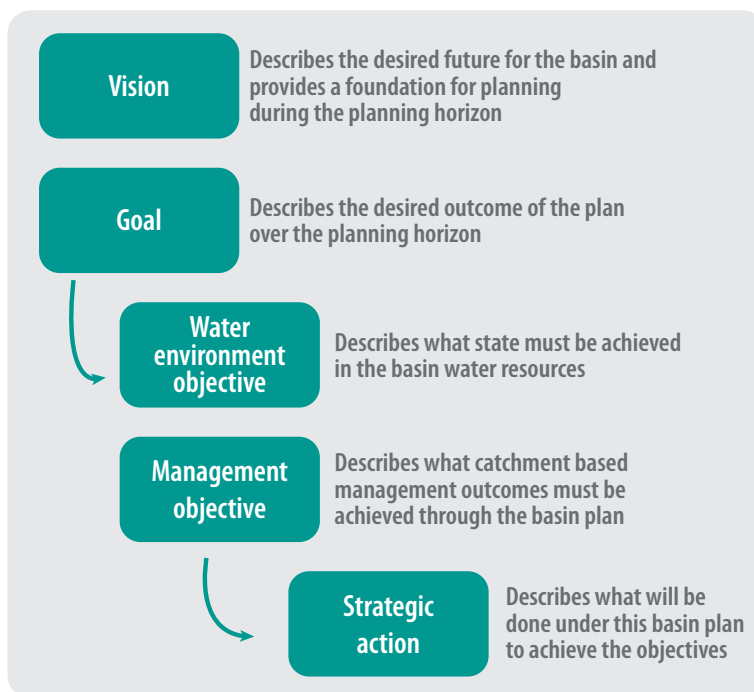 Vision
Describes the desired future for the basin and
provides a foundation for planning
during the planning horizon
Goal
Describes the desired outcome of the plan
over the planning horizon
Water
environment
objective
Describes what state must be achieved
in the basin water resources
Management
objective
Describes what catchment based
management outcomes must be
achieved through the basin plan
Strategic
action
Describes what will be
done under this basin plan
to achieve the objectives